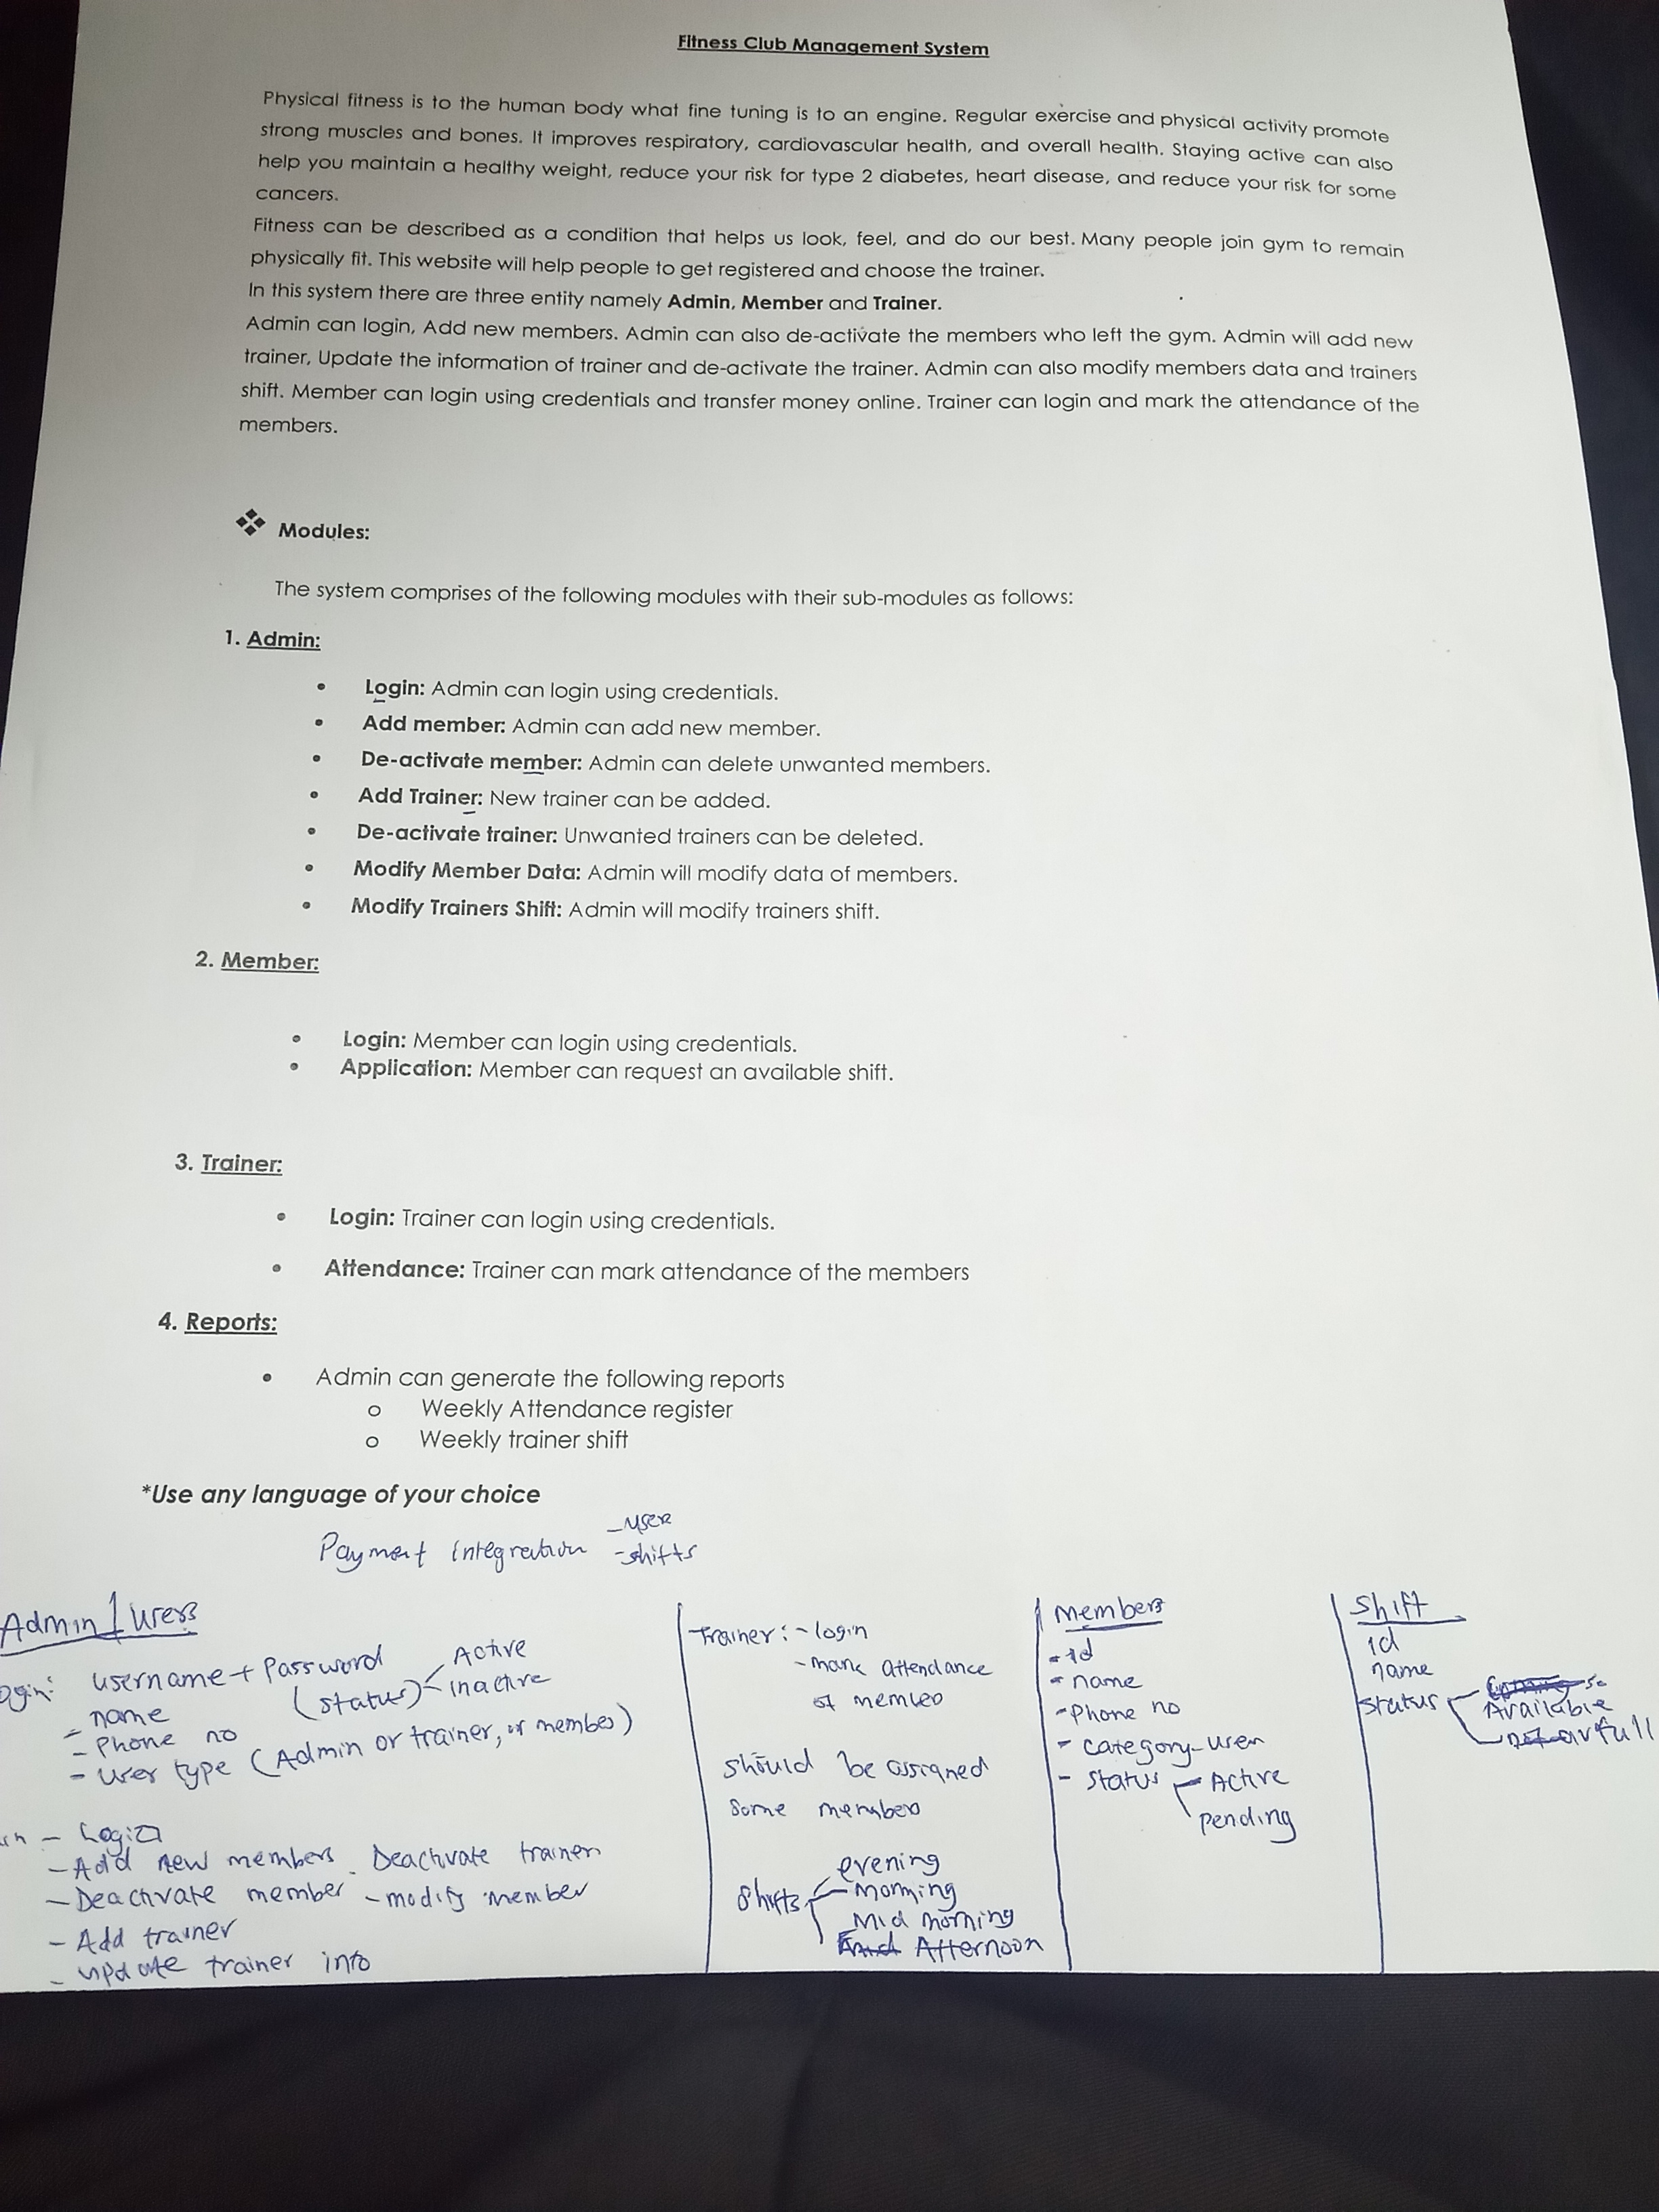 Fitness Club Management System
Physical fitness is to the human body what fine tuning is to an engine. Regular exercise and physical activity promote
strong muscles and bones. It improves respiratory, cardiovascular health, and overall health. Staying active can also
help you maintain a healthy weight, reduce your risk for type 2 diabetes, heart disease, and reduce your risk for some
cancers.
Fitness can be described as a condition that helps us look, feel, and do our best. Many people join gym to remain
physically fit. This website will help people to get registered and choose the trainer.
In this system there are three entity namely Admin, Member and Trainer.
Admin can login, Add new members. Admin can also de-activate the members who left the gym. Admin will add new
trainer, Update the information of trainer and de-activate the trainer. Admin can also modify members data and trainers
shift. Member can login using credentials and transfer money online. Trainer can login and mark the attendance of the
members.
❖ Modules:
The system comprises of the following modules with their sub-modules as follows:
1. Admin:
• Login: Admin can login using credentials.
• Add member: Admin can add new member.
• De-activate member: Admin can delete unwanted members.
• Add Trainer: New trainer can be added.
• De-activate trainer: Unwanted trainers can be deleted.
• Modify Member Data: Admin will modify data of members.
• Modify Trainers Shift: Admin will modify trainers shift.
2. Member:
• Login: Member can login using credentials.
• Application: Member can request an available shift.
3. Trainer:
• Login: Trainer can login using credentials.
• Attendance: Trainer can mark attendance of the members
4. Reports:
• Admin can generate the following reports
o Weekly Attendance register
o Weekly trainer shift
*Use any language of your choice
Payment integration - user
- shifts
Admin / Users
ogin: username + Password
(status) Active
inactive
- name
- Phone no
- User type (Admin or trainer, or member)
- Login
- Add new members - Deactivate trainer
- Deactivate member - modify member
- Add trainer
- update trainer info
Trainer: - login
- mark attendance
of member
should be assigned
some members
Shifts evening
Morning
Mid morning
Afternoon
Members
- id
- name
- Phone no
- category-user
- status Active
pending
Shift
id
name
status
Available
full